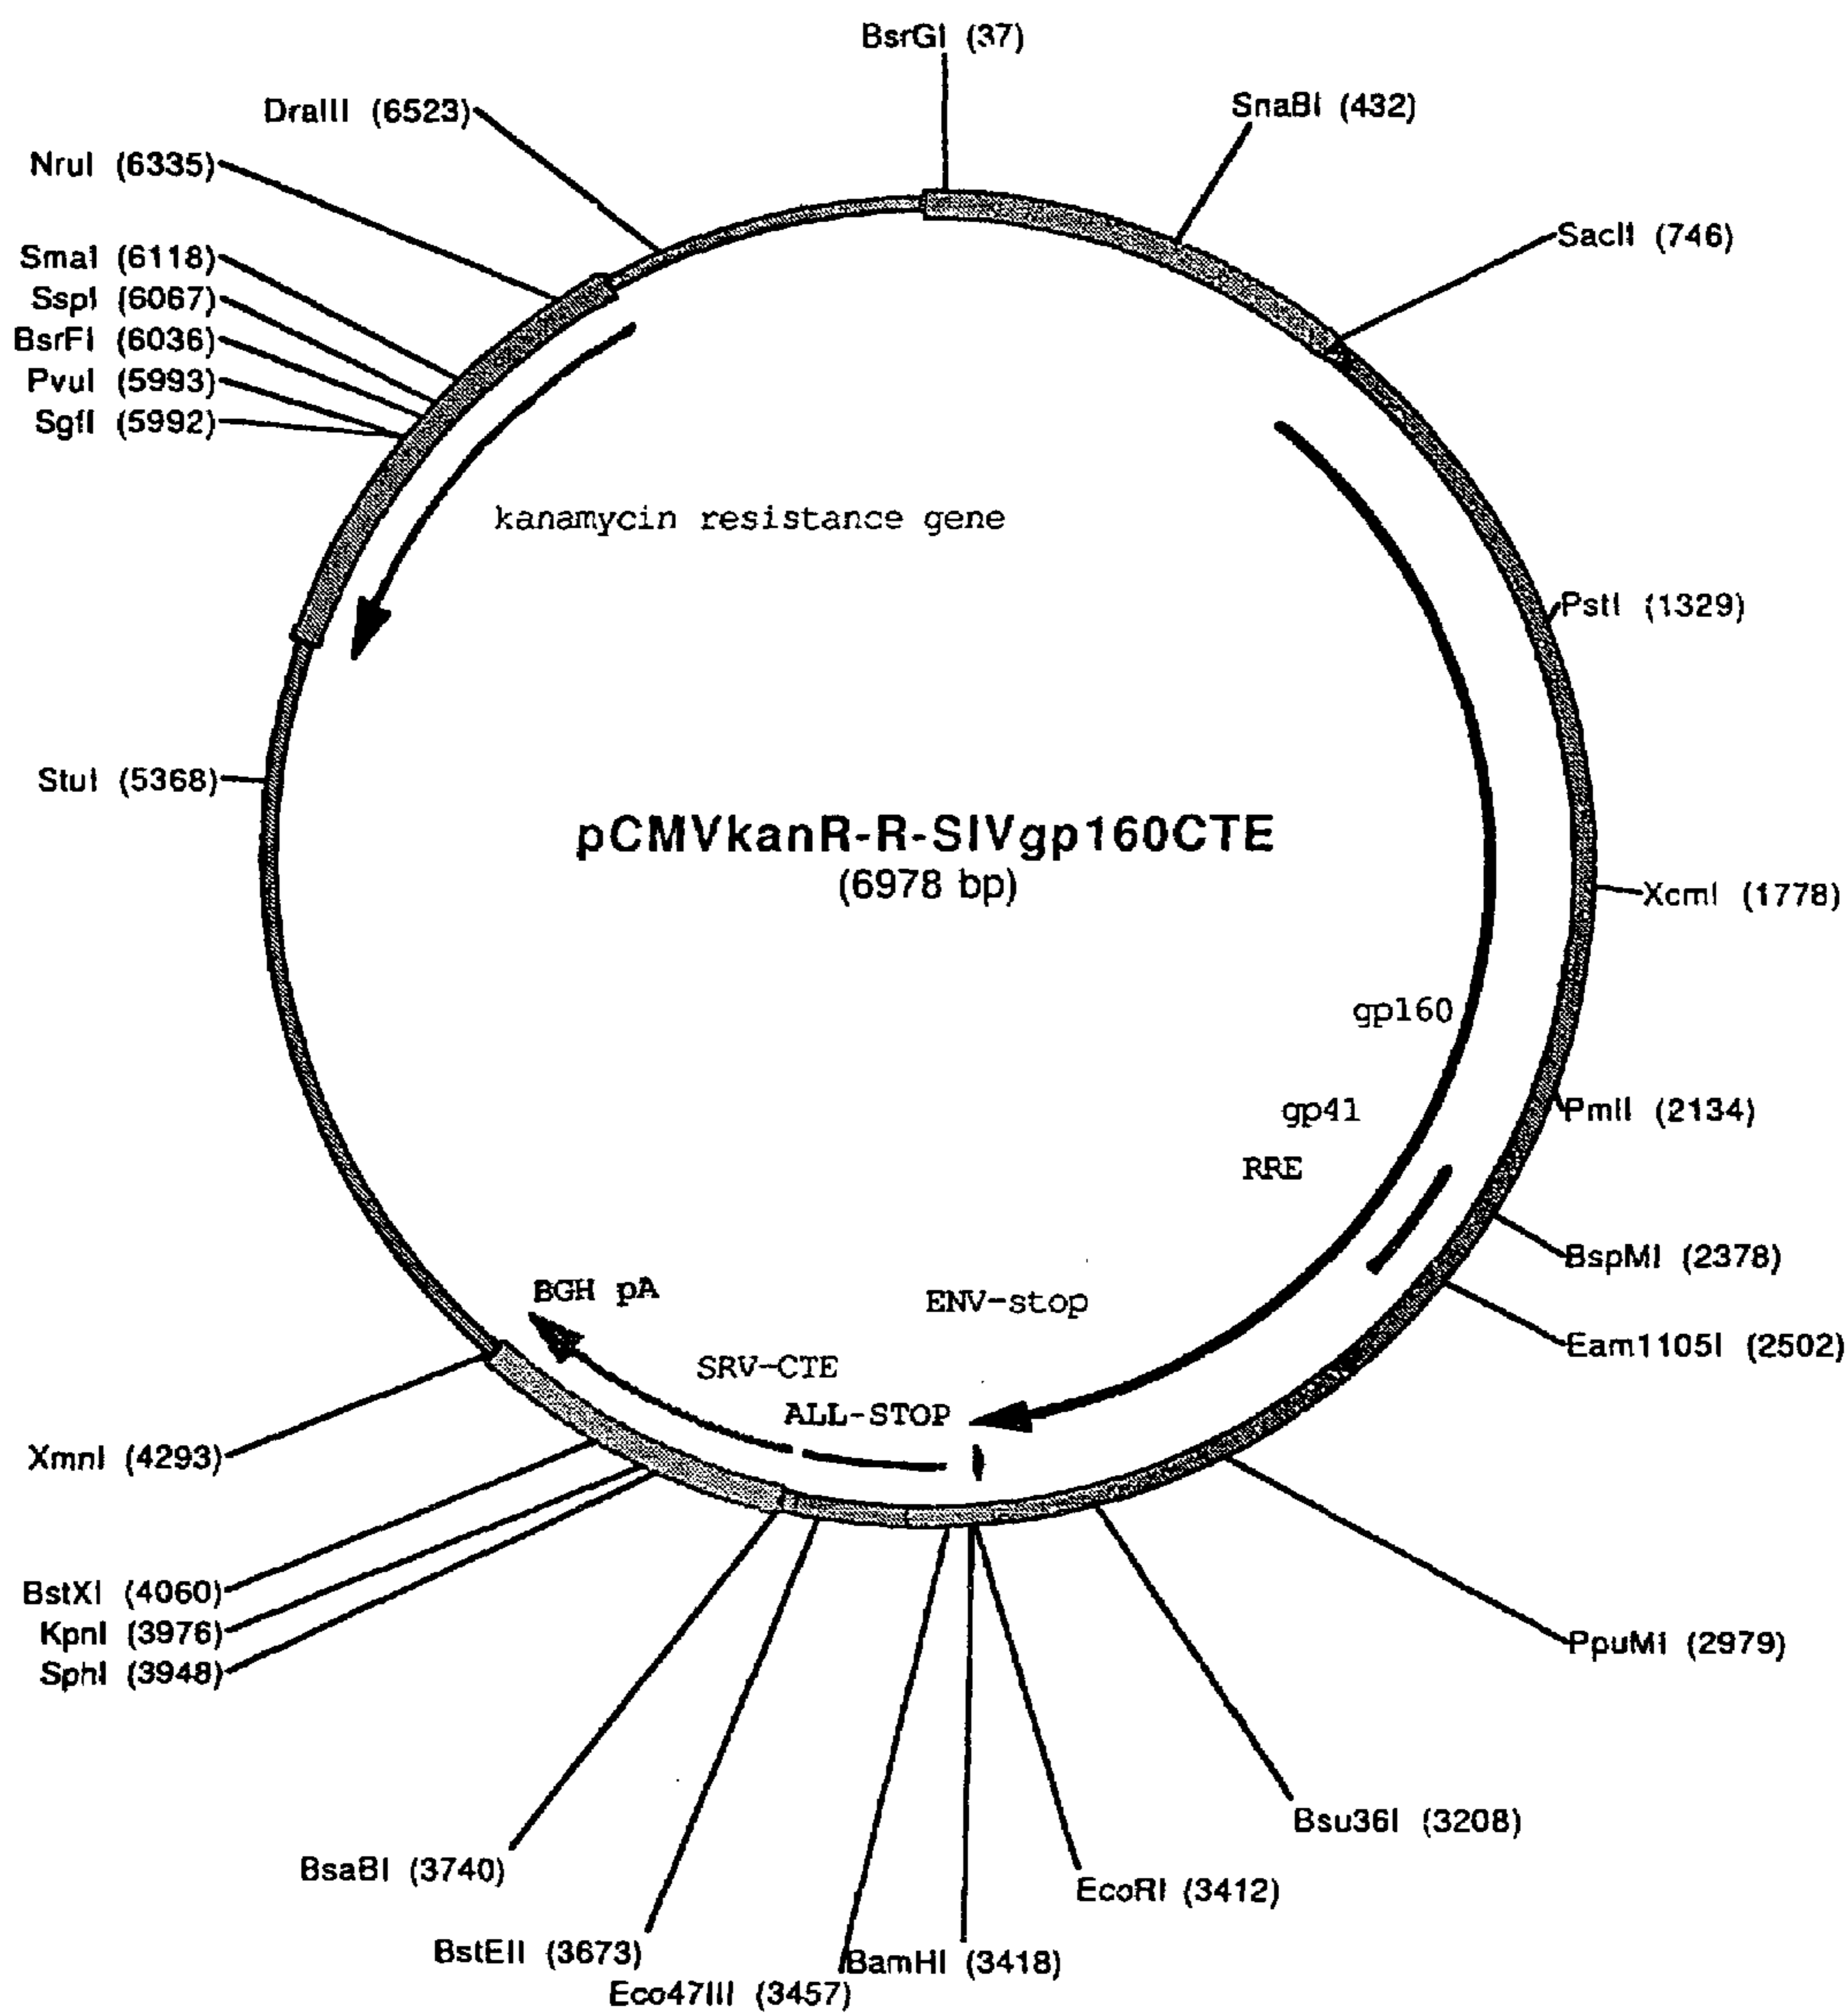 BsrGI (37)
DraIII (6523)
SnaBI (432)
NruI (6335)
SacII (746)
SmaI (6118)
SspI (6067)
BsrFI (6036)
PvuI (5993)
SgfI (5992)
kanamycin resistance gene
PstI (1329)
StuI (5368)
pCMVkanR-R-SIVgp160CTE
(6978 bp)
XcmI (1778)
gp160
gp41
PmlI (2134)
RRE
BspMI (2378)
BGH pA
ENV-stop
Eam1105I (2502)
SRV-CTE
ALL-STOP
XmnI (4293)
BstXI (4060)
KpnI (3976)
SphI (3948)
PpuMI (2979)
Bsu36I (3208)
BsaBI (3740)
EcoRI (3412)
BstEII (3673)
BamHI (3418)
Eco47III (3457)